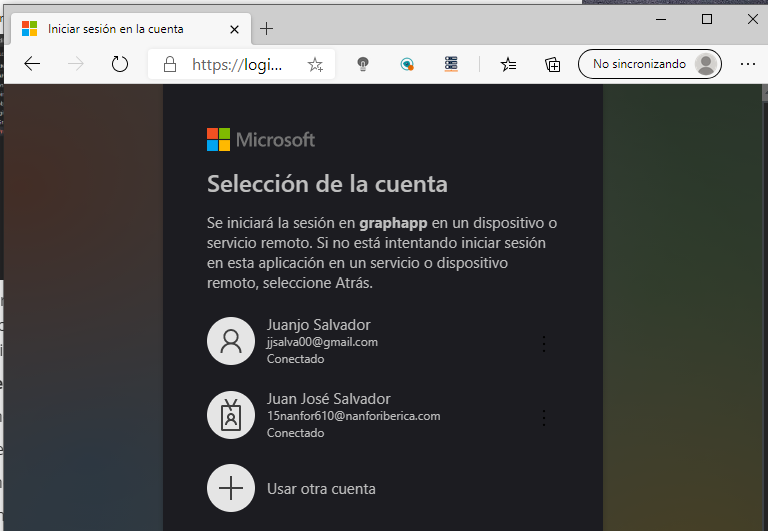 Iniciar sesión en la cuenta
https://logi...
No sincronizando
Microsoft
Selección de la cuenta
Se iniciará la sesión en graphapp en un dispositivo o
servicio remoto. Si no está intentando iniciar sesión
en esta aplicación en un servicio o dispositivo
remoto, seleccione Atrás.
Juanjo Salvador
jjsalva00@gmail.com
Conectado
Juan José Salvador
15nanfor610@nanforiberica.com
Conectado
Usar otra cuenta